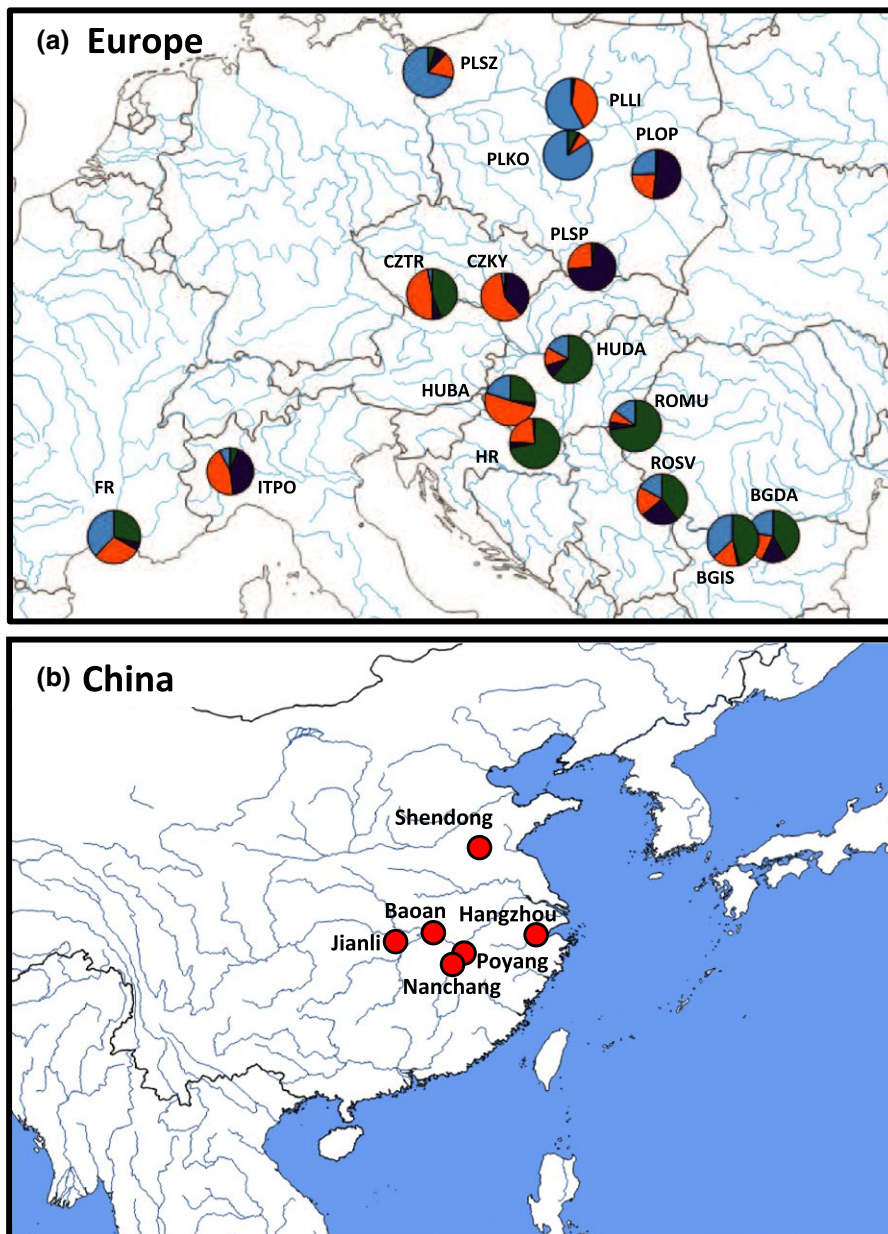 (a) Europe
PLSZ
PLLI
PLKO
PLOP
PLSP
CZTR
CZKY
HUDA
HUBA
ROMU
HR
ROSV
FR
ITPO
BGDA
BGIS
(b) China
Shendong
Baoan
Hangzhou
Jianli
Poyang
Nanchang